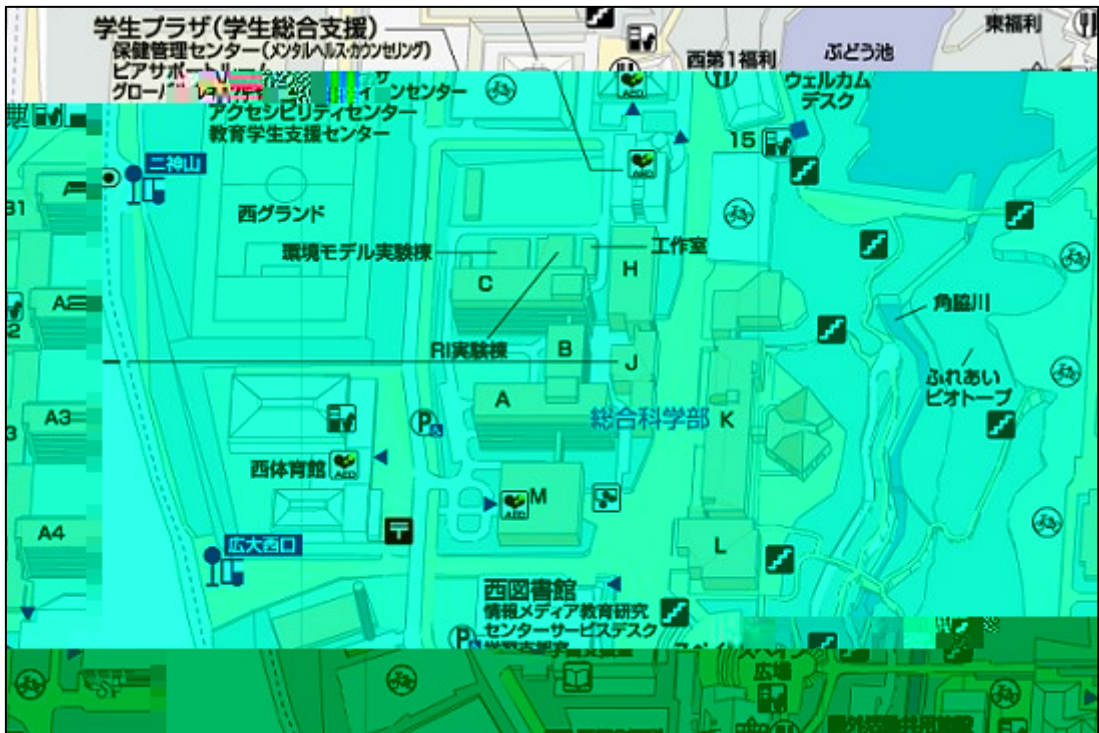 学生プラザ(学生総合支援)
東福利
保健管理センター(メンタルヘルス・カウンセリング)
西第1福利
ぶどう池
ウェルカム
デスク
アクセシビリティセンター
教育学生支援センター
15
二神山
西グランド
環境モデル実験棟
工作室
H
C
角脇川
A2
RI実験棟
B
J
ふれあい
ビオトープ
A
A3
総合科学部
K
西体育館
AED
M
A4
広大西口
L
西図書館
情報メディア教育研究
センターサービスデスク
広場